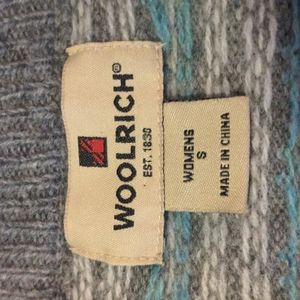 WOOLRICH®
EST. 1830
WOMENS
S
MADE IN CHINA